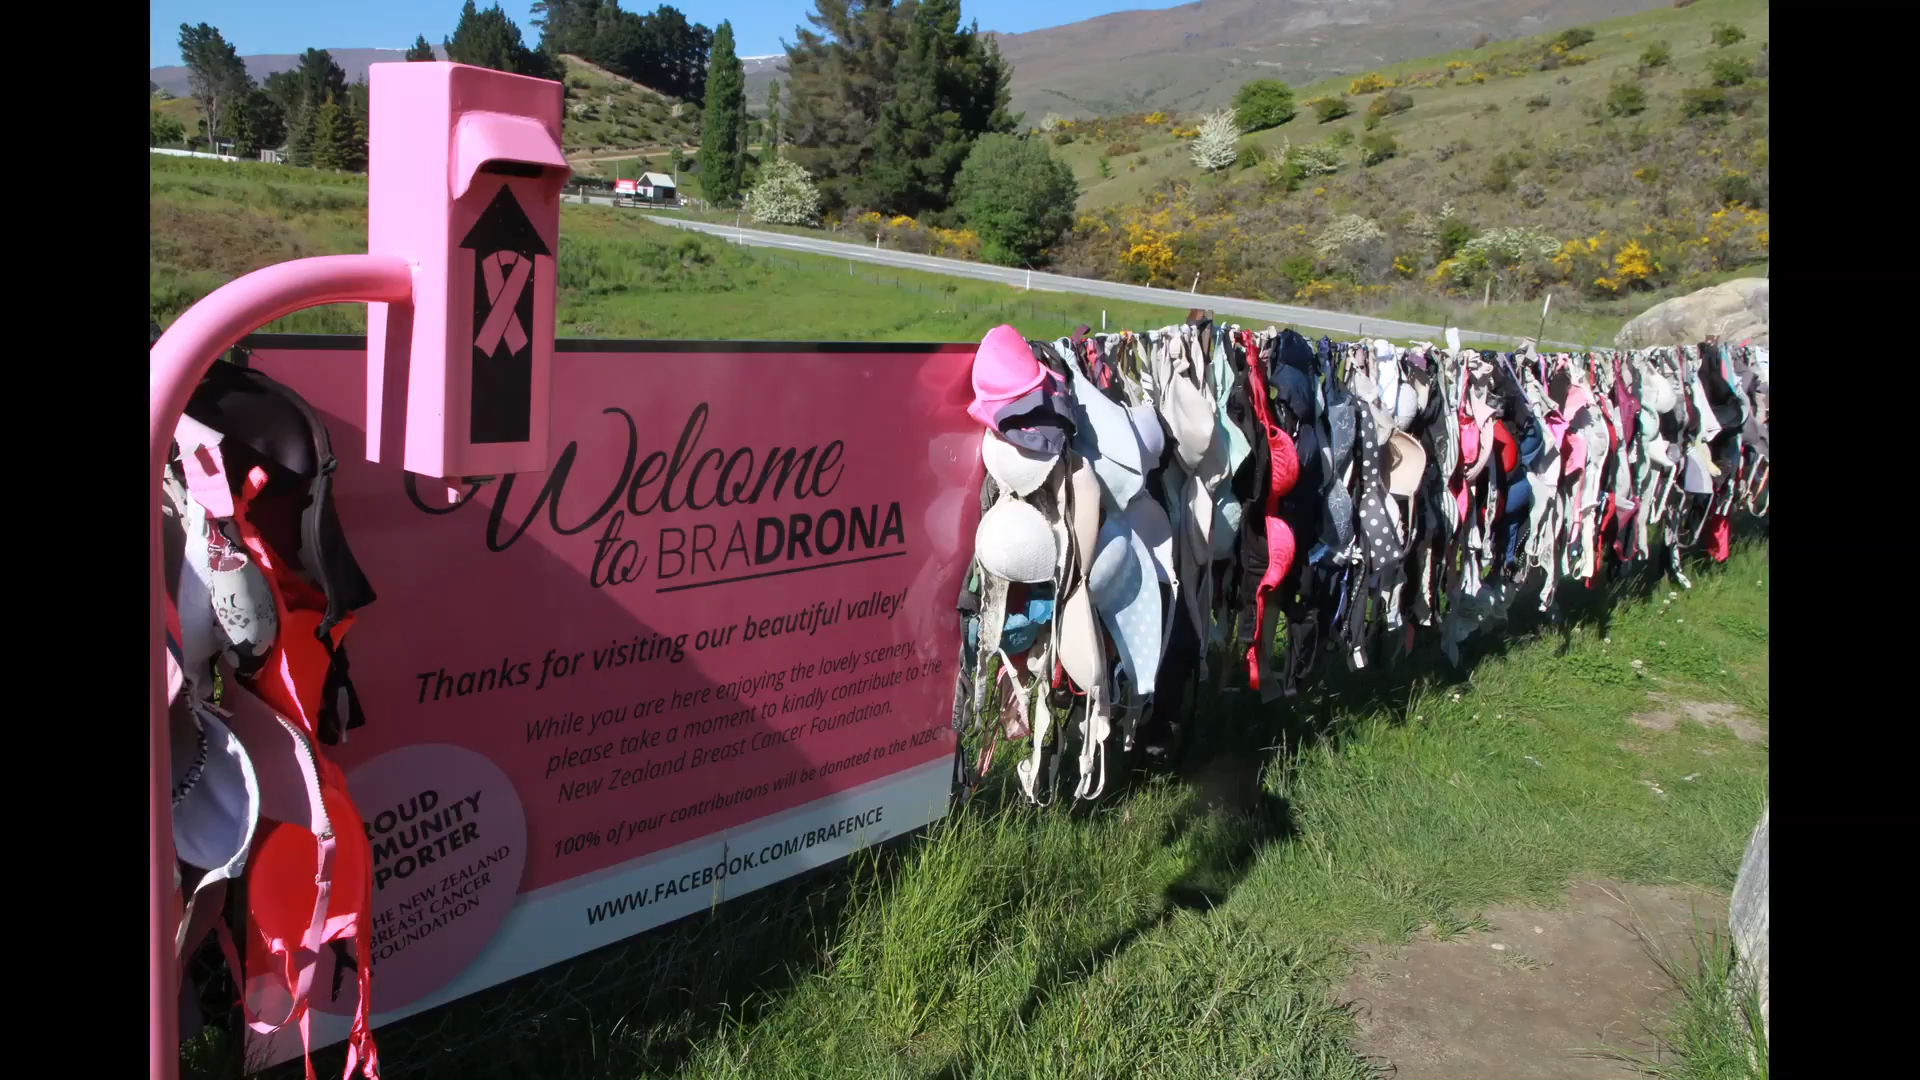 Welcome
to BRADRONA
Thanks for visiting our beautiful valley!
While you are here enjoying the lovely scenery,
please take a moment to kindly contribute to the
New Zealand Breast Cancer Foundation.
100% of your contributions will be donated to the NZBC
WWW.FACEBOOK.COM/BRAFENCE
ROUD
MUNITY
PORTER
HE NEW ZEALAND
BREAST CANCER
FOUNDATION